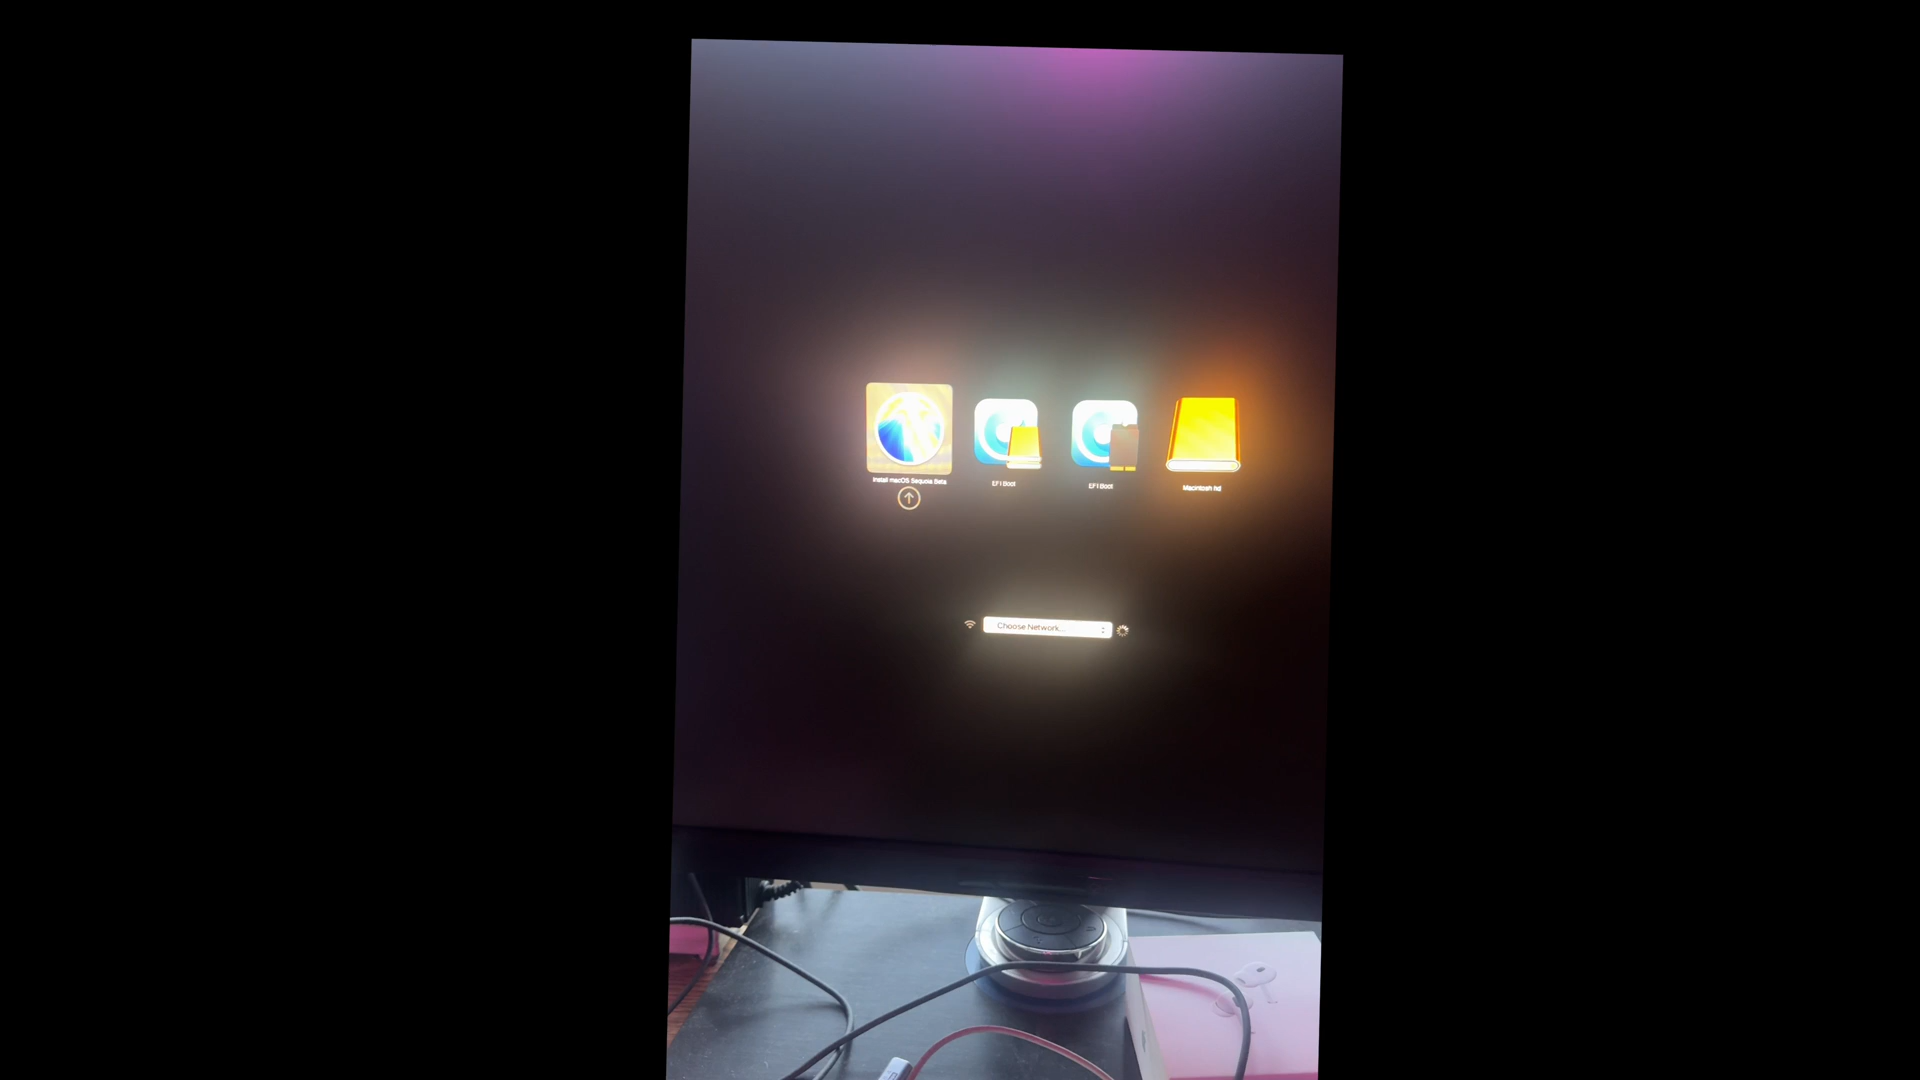 Install macOS Sequoia Beta
EFI Boot
EFI Boot
Macintosh hd
Choose Network...